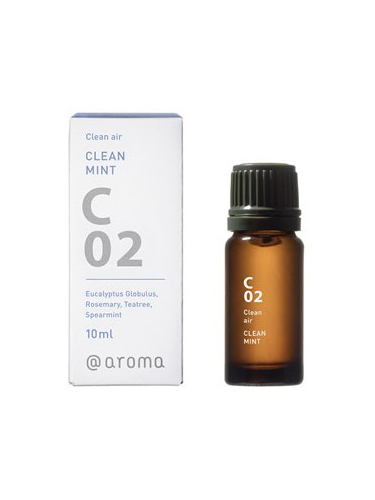 Clean air
CLEAN
MINT
C
02
Eucalyptus Globulus,
Rosemary, Teatree,
Spearmint
10ml
@aroma
C
02
Clean
air
CLEAN
MINT